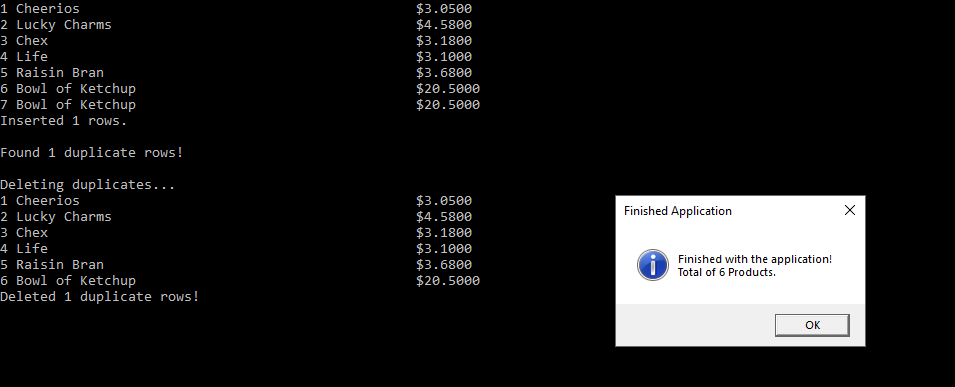 1 Cheerios $3.0500
2 Lucky Charms $4.5800
3 Chex $3.1800
4 Life $3.1000
5 Raisin Bran $3.6800
6 Bowl of Ketchup $20.5000
7 Bowl of Ketchup $20.5000
Inserted 1 rows.
Found 1 duplicate rows!
Deleting duplicates...
1 Cheerios $3.0500
2 Lucky Charms $4.5800
3 Chex $3.1800
4 Life $3.1000
5 Raisin Bran $3.6800
6 Bowl of Ketchup $20.5000
Deleted 1 duplicate rows!
Finished Application
Finished with the application!
Total of 6 Products.
OK